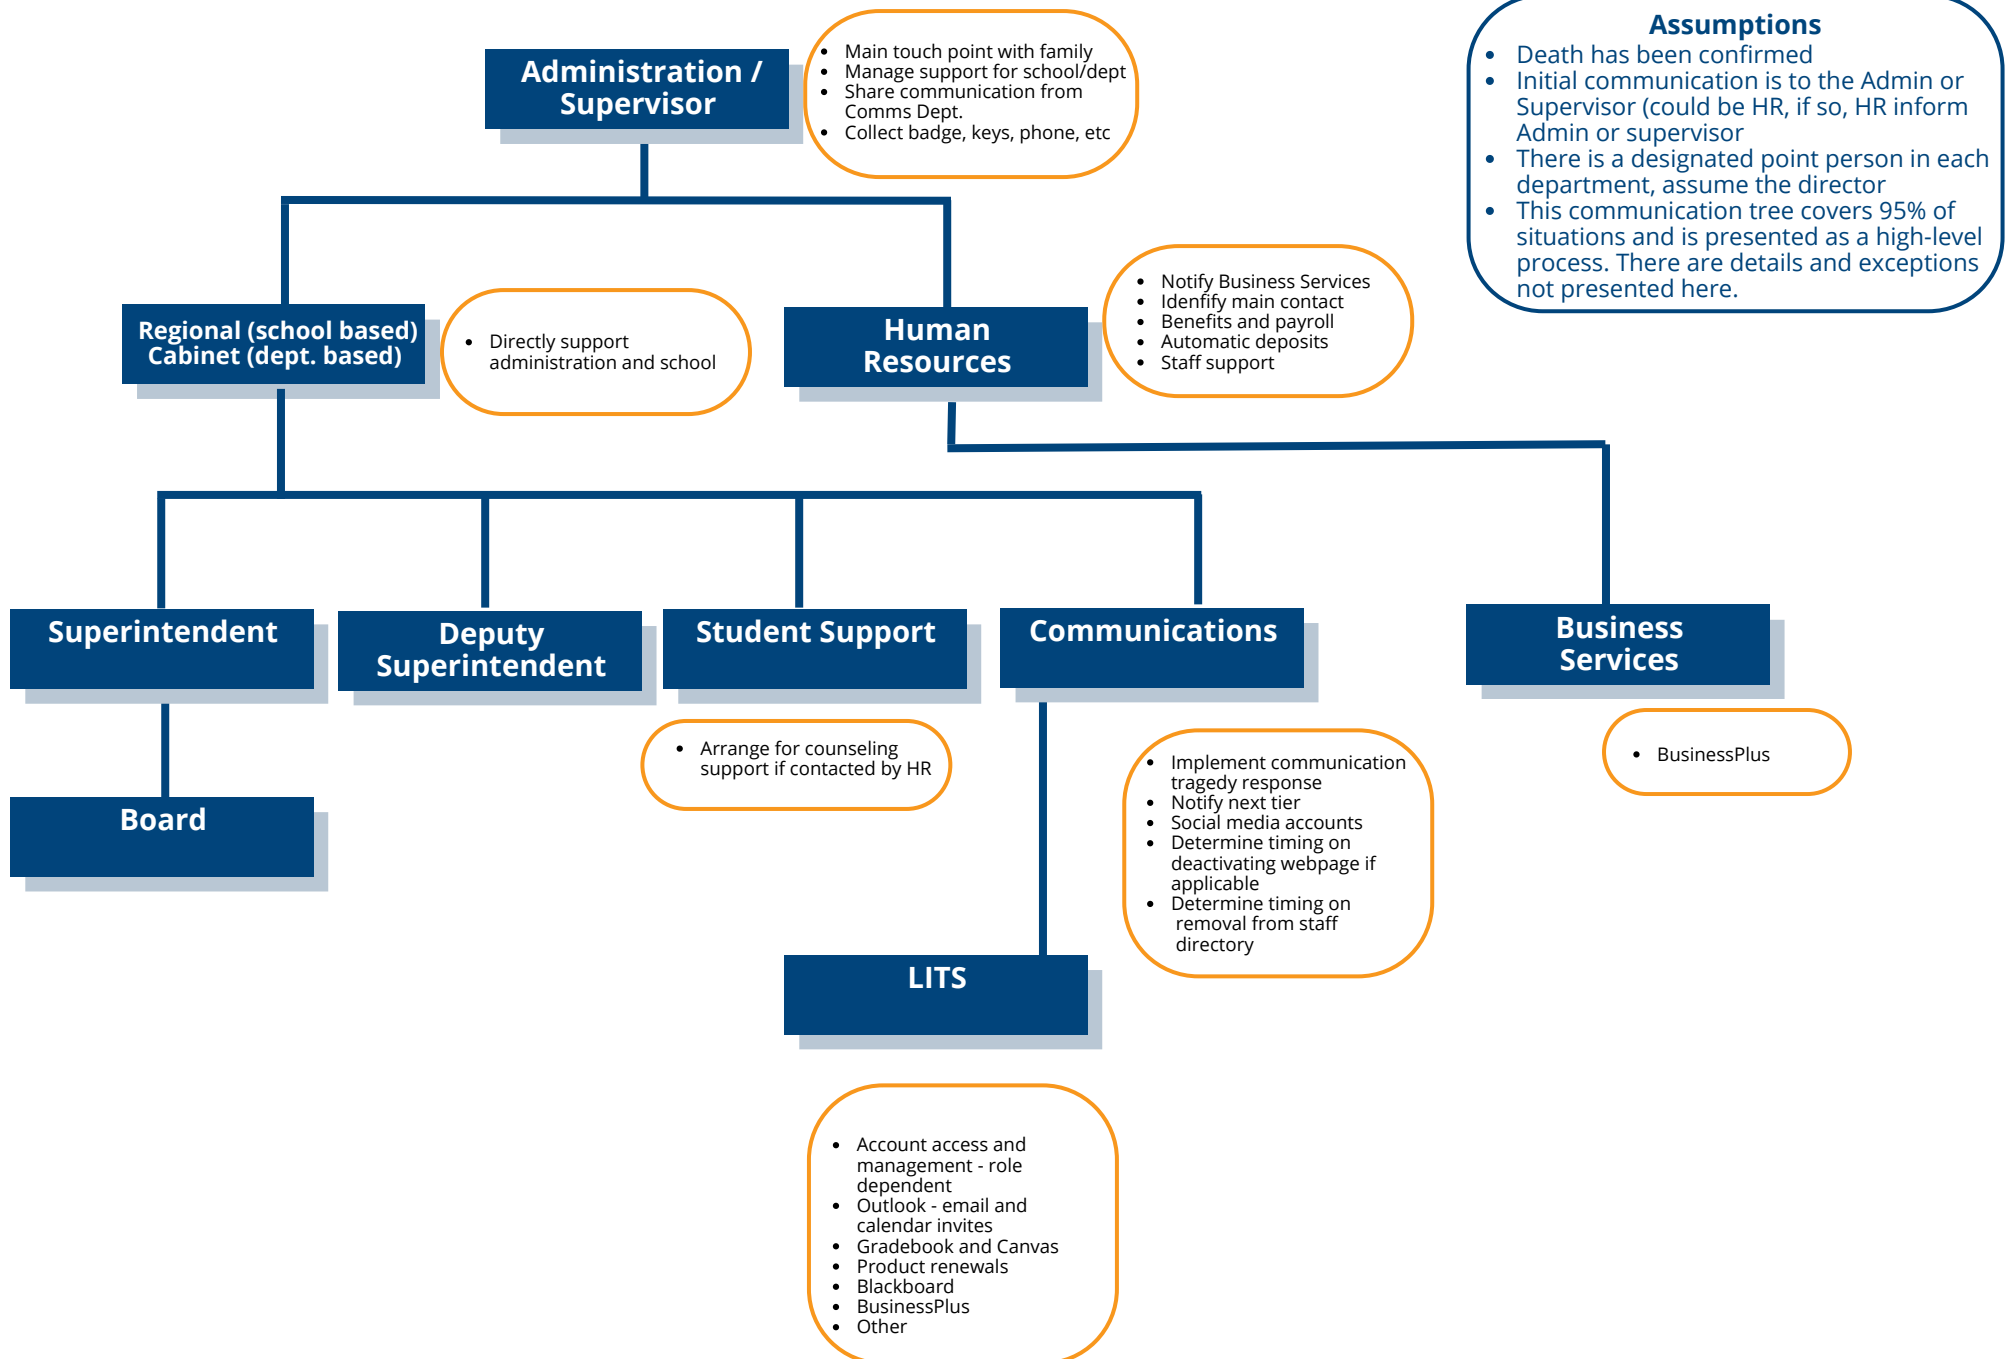 Administration /
Supervisor
• Main touch point with family
• Manage support for school/dept
• Share communication from
Comms Dept.
• Collect badge, keys, phone, etc
Assumptions
• Death has been confirmed
• Initial communication is to the Admin or
Supervisor (could be HR, if so, HR inform
Admin or supervisor
• There is a designated point person in each
department, assume the director
• This communication tree covers 95% of
situations and is presented as a high-level
process. There are details and exceptions
not presented here.
Regional (school based)
Cabinet (dept. based)
• Directly support
administration and school
Human
Resources
• Notify Business Services
• Idenfify main contact
• Benefits and payroll
• Automatic deposits
• Staff support
Superintendent
Deputy
Superintendent
Student Support
Communications
Business
Services
• Arrange for counseling
support if contacted by HR
• Implement communication
tragedy response
• Notify next tier
• Social media accounts
• Determine timing on
deactivating webpage if
applicable
• Determine timing on
removal from staff
directory
• BusinessPlus
Board
LITS
• Account access and
management - role
dependent
• Outlook - email and
calendar invites
• Gradebook and Canvas
• Product renewals
• Blackboard
• BusinessPlus
• Other